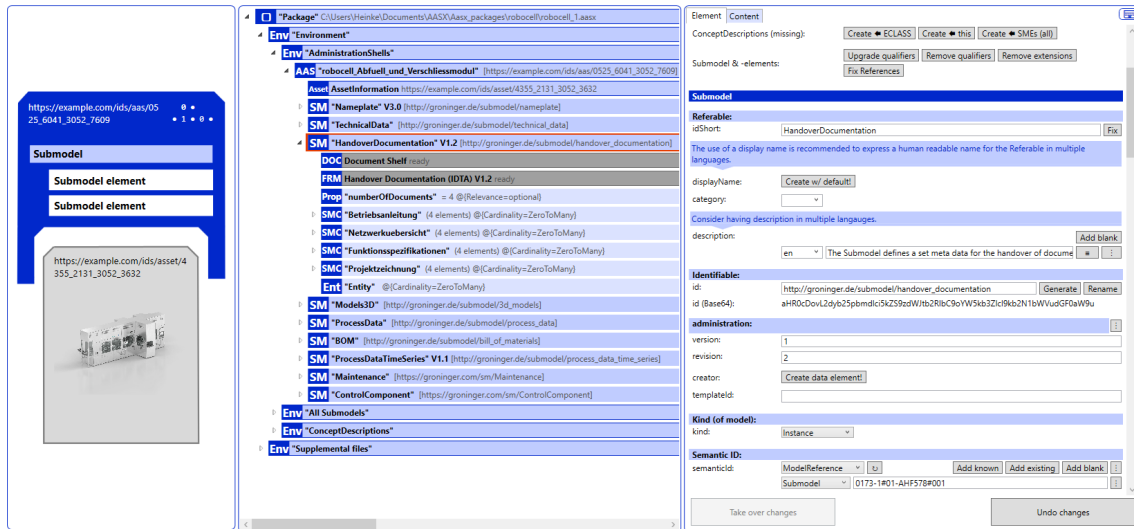 https://example.com/ids/aas/05
25_6041_3052_7609
0
1 0
Submodel
Submodel element
Submodel element
https://example.com/ids/asset/4
355_2131_3052_3632
"Package" C:\Users\Heinke\Documents\AASX\Aasx_packages\robocell\robocell_1.aasx
Env "Environment"
Env "AdministrationShells"
AAS "robocell_Abfuell_und_Verschliessmodul" [https://example.com/ids/aas/0525_6041_3052_7609]
Asset AssetInformation https://example.com/ids/asset/4355_2131_3052_3632
SM "Nameplate" V3.0 [http://groninger.de/submodel/nameplate]
SM "TechnicalData" [http://groninger.de/submodel/technical_data]
SM "HandoverDocumentation" V1.2 [http://groninger.de/submodel/handover_documentation]
DOC Document Shelf ready
FRM Handover Documentation (IDTA) V1.2 ready
Prop "numberOfDocuments" = 4 @{Relevance=optional}
SMC "Betriebsanleitung" (4 elements) @{Cardinality=ZeroToMany}
SMC "Netzwerkuebersicht" (4 elements) @{Cardinality=ZeroToMany}
SMC "Funktionsspezifikationen" (4 elements) @{Cardinality=ZeroToMany}
SMC "Projektzeichnung" (4 elements) @{Cardinality=ZeroToMany}
Ent "Entity" @{Cardinality=ZeroToMany}
SM "Models3D" [http://groninger.de/submodel/3d_models]
SM "ProcessData" [http://groninger.de/submodel/process_data]
SM "BOM" [http://groninger.de/submodel/bill_of_materials]
SM "ProcessDataTimeSeries" V1.1 [http://groninger.de/submodel/process_data_time_series]
SM "Maintenance" [https://groninger.com/sm/Maintenance]
SM "ControlComponent" [https://groninger.com/sm/ControlComponent]
Env "All Submodels"
Env "ConceptDescriptions"
Env "Supplemental files"
Element Content
ConceptDescriptions (missing): Create ⬅ ECLASS Create ⬅ this Create ⬅ SMEs (all)
Submodel & -elements: Upgrade qualifiers Remove qualifiers Remove extensions
Fix References
Submodel
Referable:
idShort: HandoverDocumentation Fix
The use of a display name is recommended to express a human readable name for the Referable in multiple
languages.
displayName: Create w/ default!
category:
Consider having description in multiple langauges.
description: Add blank
en The Submodel defines a set meta data for the handover of docume
Identifiable:
id: http://groninger.de/submodel/handover_documentation Generate Rename
id (Base64):
administration:
version: 1
revision: 2
creator: Create data element!
templateId:
Kind (of model):
kind: Instance
Semantic ID:
semanticId: ModelReference Add known Add existing Add blank
Submodel 0173-1#01-AHF578#001
Take over changes Undo changes